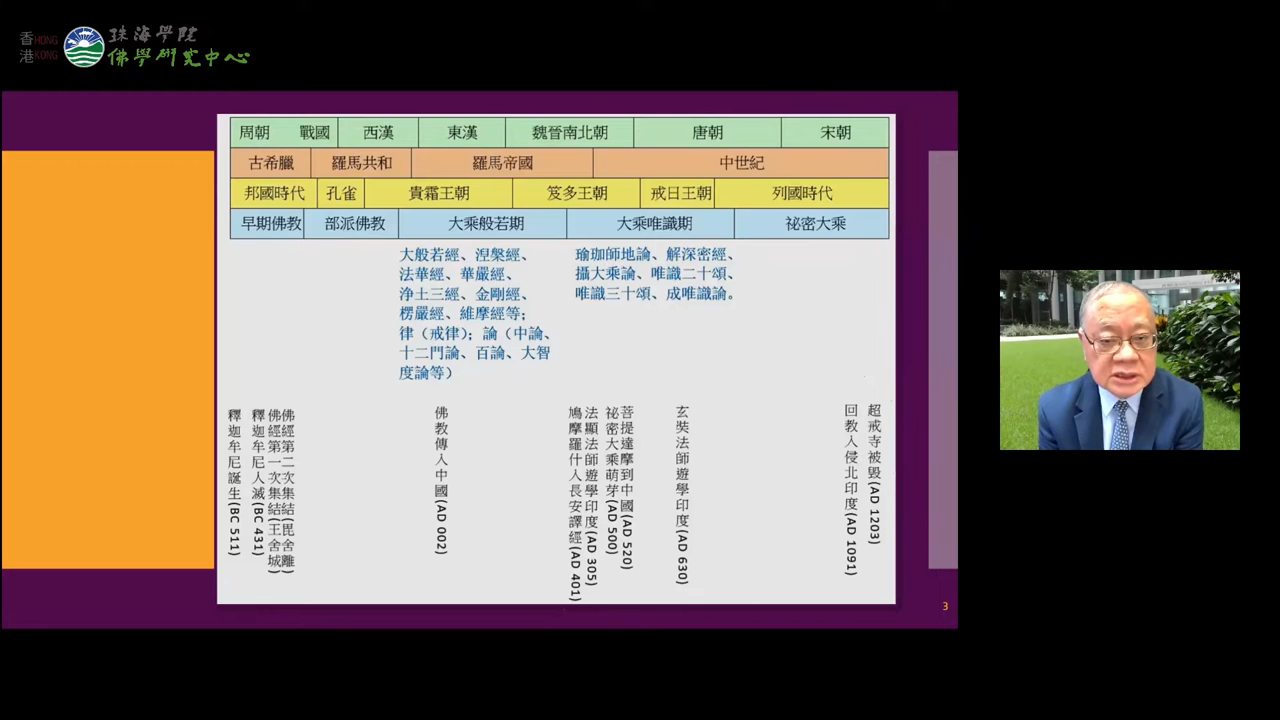 香港 HONG KONG
珠海學院
佛學研究中心
周朝 戰國 西漢 東漢 魏晉南北朝 唐朝 宋朝
古希臘 羅馬共和 羅馬帝國 中世紀
邦國時代 孔雀 貴霜王朝 笈多王朝 戒日王朝 列國時代
早期佛教 部派佛教 大乘般若期 大乘唯識期 祕密大乘
大般若經、涅槃經、
法華經、華嚴經、
淨土三經、金剛經、
楞嚴經、維摩經等；
律（戒律）；論（中論、
十二門論、百論、大智
度論等）
瑜珈師地論、解深密經、
攝大乘論、唯識二十頌、
唯識三十頌、成唯識論。
釋迦牟尼誕生(BC 511)
釋迦牟尼入滅(BC 431)
佛經第一次集結(王舍城)
佛經第二次集結(毘舍離)
佛教傳入中國(AD 002)
鳩摩羅什入長安譯經(AD 401)
法顯法師遊學印度(AD 305)
祕密大乘萌芽(AD 500)
菩提達摩到中國(AD 520)
玄奘法師遊學印度(AD 630)
回教入侵北印度(AD 1091)
超戒寺被毀(AD 1203)
3